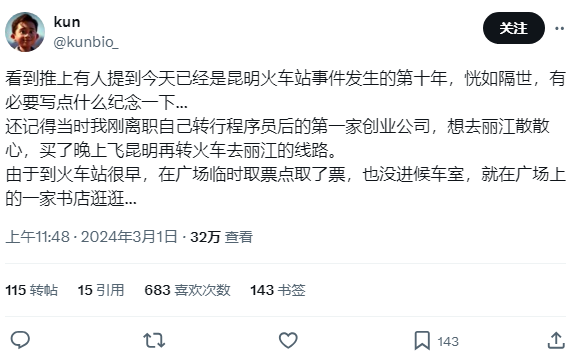 kun
@kunbio_
关注
看到推上有人提到今天已经是昆明火车站事件发生的第十年，恍如隔世，有
必要写点什么纪念一下...
还记得当时我刚离职自己转行程序员后的第一家创业公司，想去丽江散散
心，买了晚上飞昆明再转火车去丽江的线路。
由于到火车站很早，在广场临时取票点取了票，也没进候车室，就在广场上
的一家书店逛逛...
上午11:48 · 2024年3月1日 · 32万 查看
115 转帖 15 引用 683 喜欢次数 143 书签
143